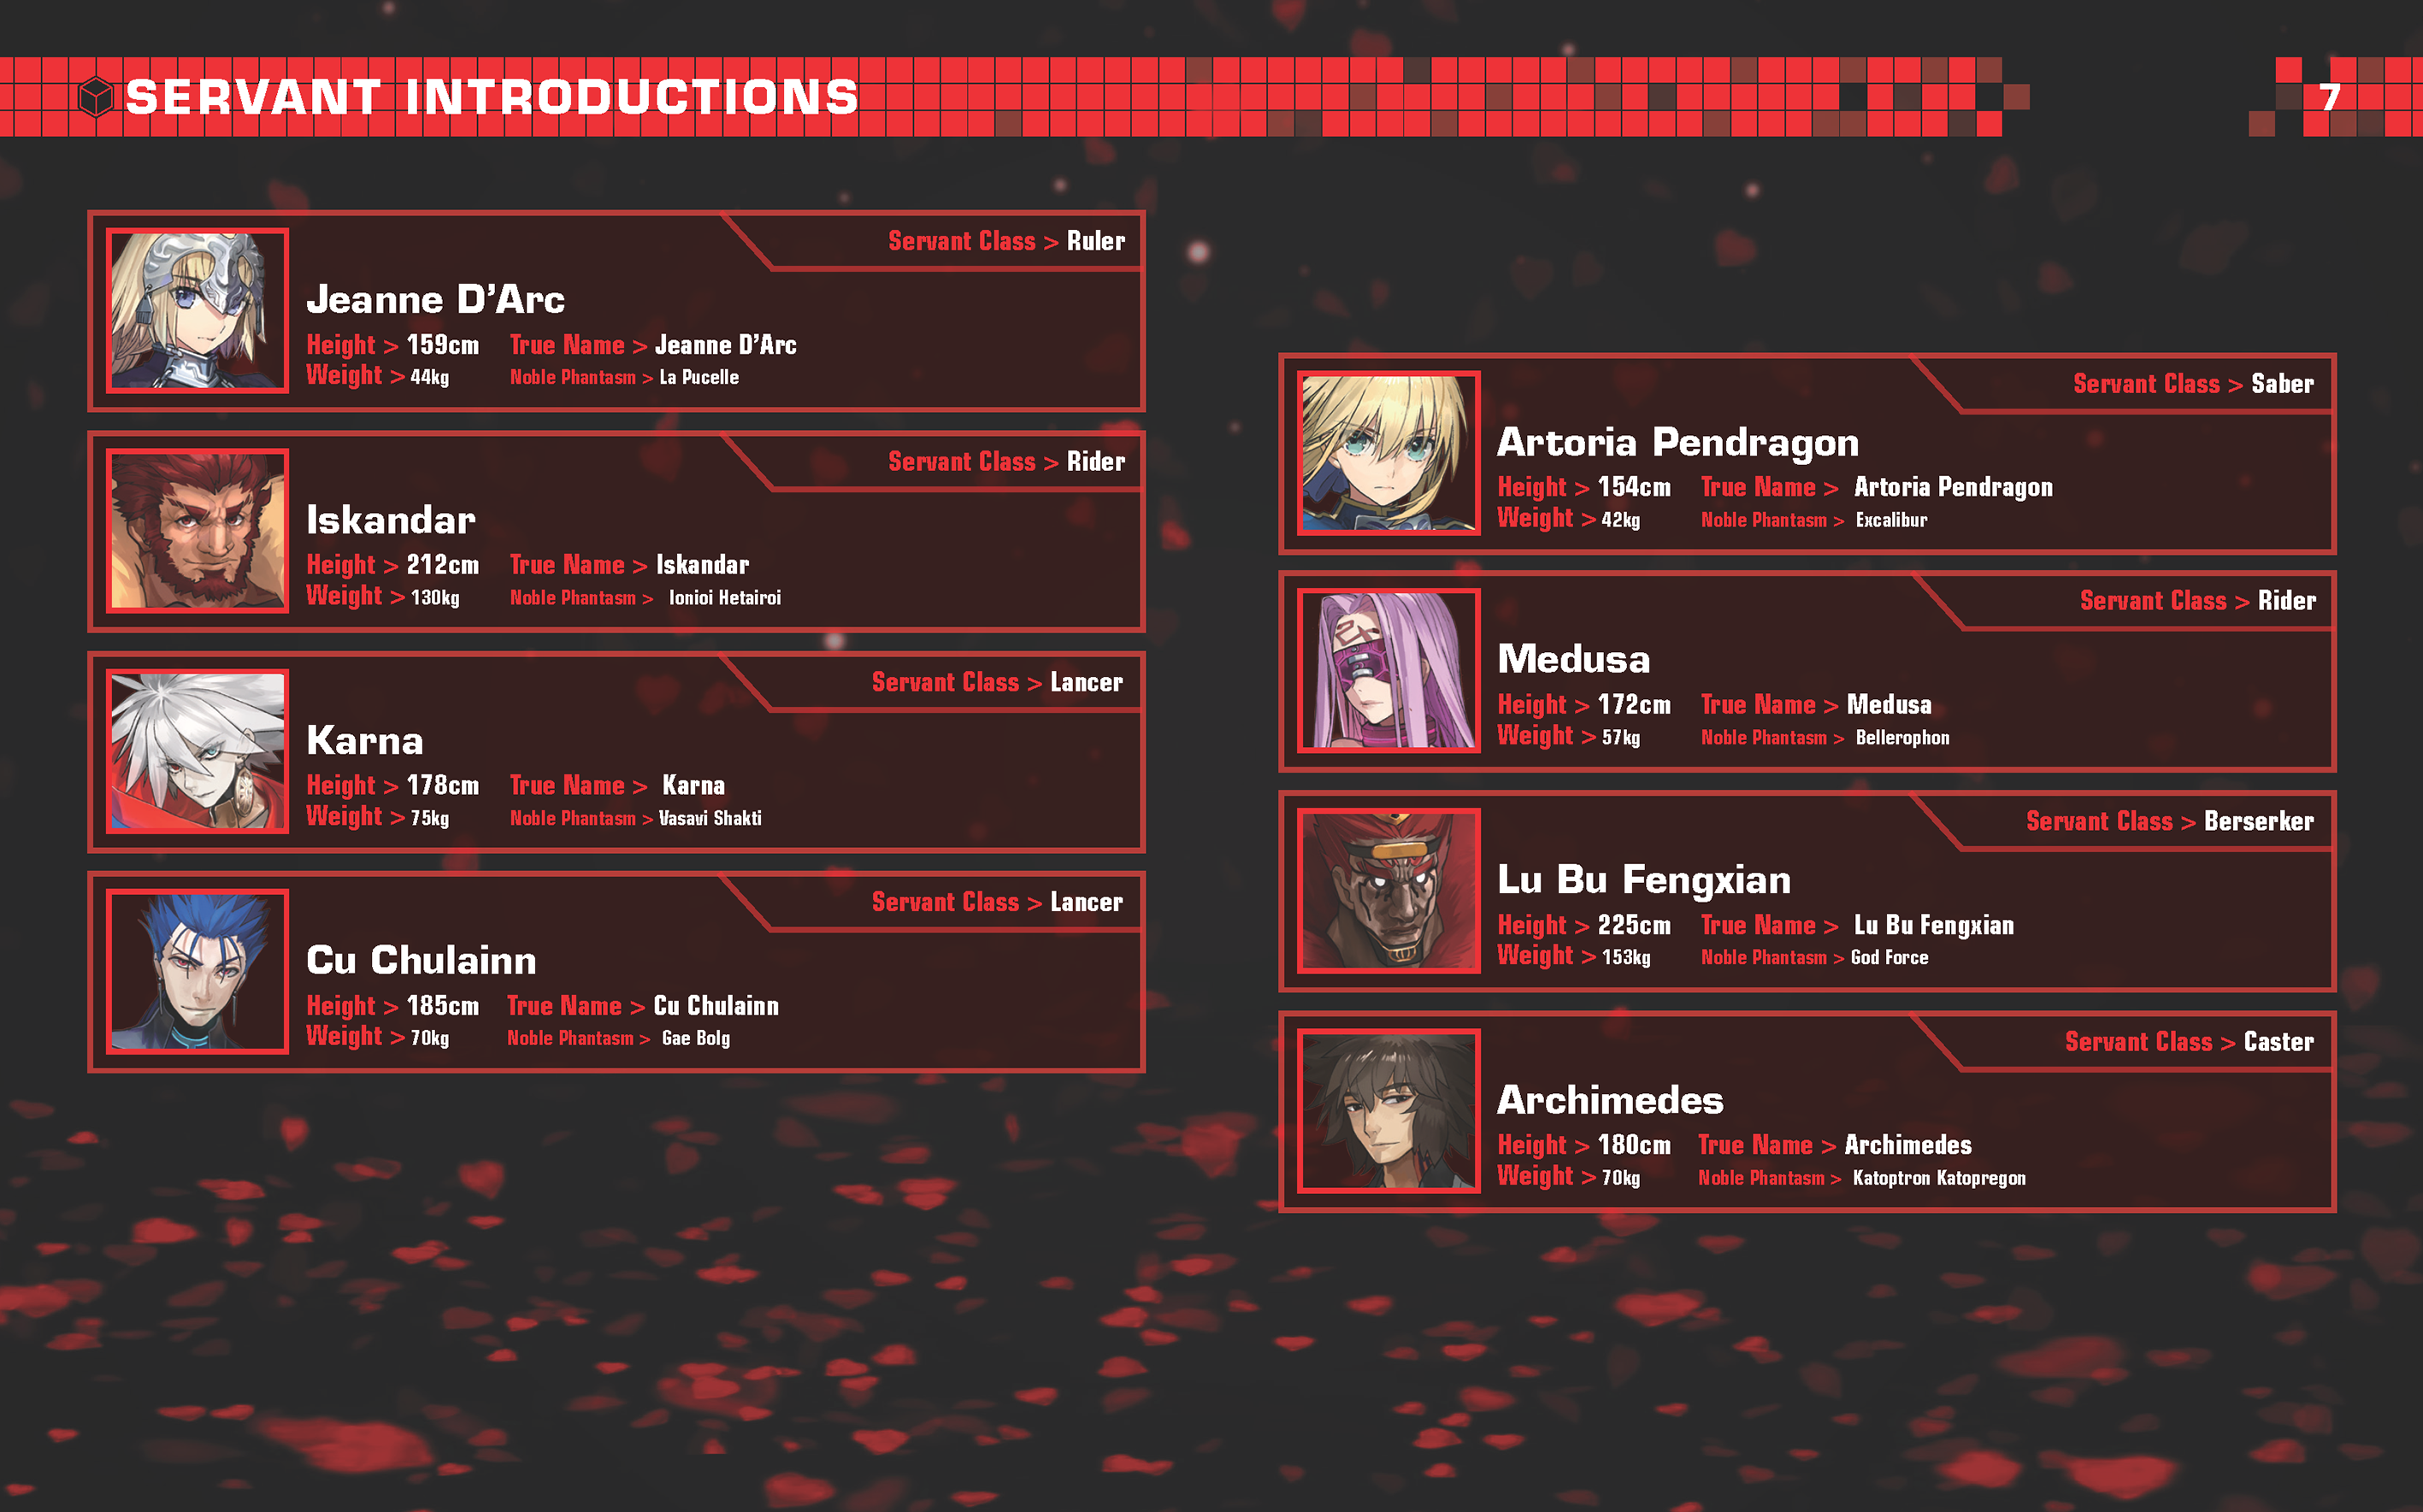 SERVANT INTRODUCTIONS
7
Servant Class > Ruler
Jeanne D'Arc
Height > 159cm True Name > Jeanne D'Arc
Weight > 44kg Noble Phantasm > La Pucelle
Servant Class > Rider
Iskandar
Height > 212cm True Name > Iskandar
Weight > 130kg Noble Phantasm > Ionioi Hetairoi
Servant Class > Lancer
Karna
Height > 178cm True Name > Karna
Weight > 75kg Noble Phantasm > Vasavi Shakti
Servant Class > Lancer
Cu Chulainn
Height > 185cm True Name > Cu Chulainn
Weight > 70kg Noble Phantasm > Gae Bolg
Servant Class > Saber
Artoria Pendragon
Height > 154cm True Name > Artoria Pendragon
Weight > 42kg Noble Phantasm > Excalibur
Servant Class > Rider
Medusa
Height > 172cm True Name > Medusa
Weight > 57kg Noble Phantasm > Bellerophon
Servant Class > Berserker
Lu Bu Fengxian
Height > 225cm True Name > Lu Bu Fengxian
Weight > 153kg Noble Phantasm > God Force
Servant Class > Caster
Archimedes
Height > 180cm True Name > Archimedes
Weight > 70kg Noble Phantasm > Katoptron Katopregon